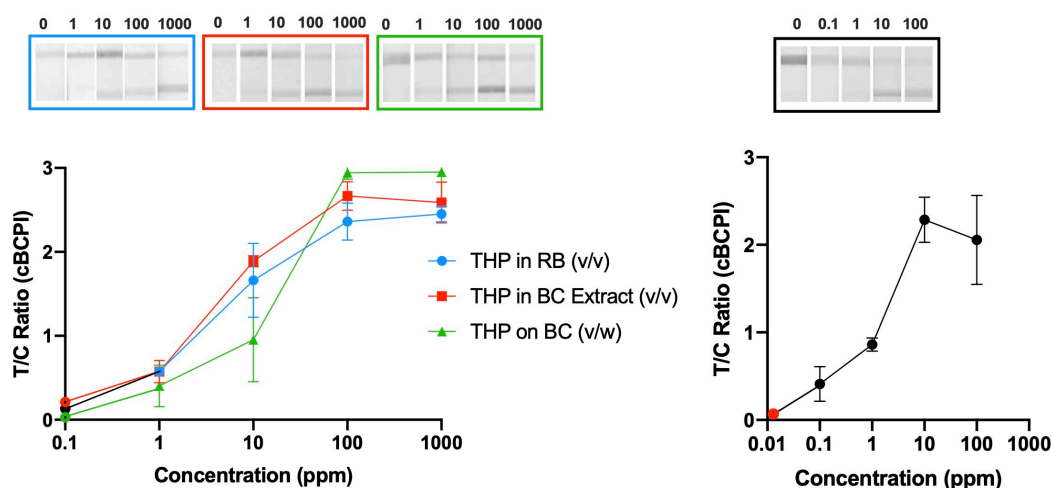 0 1 10 100 1000
0 1 10 100 1000
0 1 10 100 1000
0 0.1 1 10 100
T/C Ratio (cBCPI)
3
2
1
0
0.1 1 10 100 1000
Concentration (ppm)
THP in RB (v/v)
THP in BC Extract (v/v)
THP on BC (v/w)
T/C Ratio (cBCPI)
3
2
1
0
0.01 0.1 1 10 100 1000
Concentration (ppm)